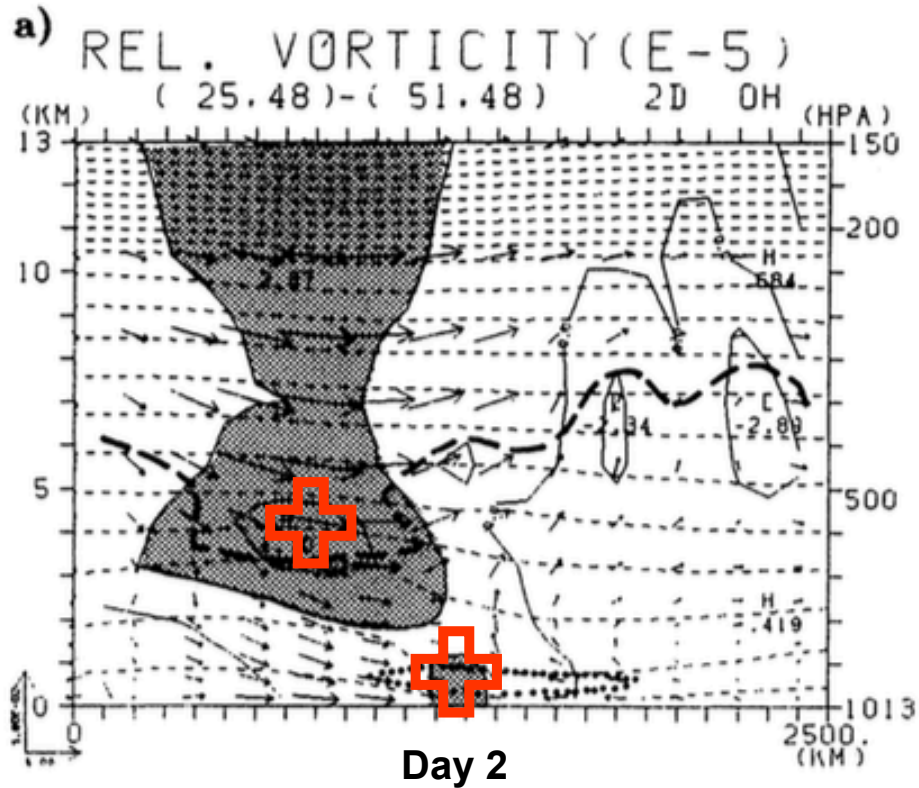 a)
REL. VORTICITY(E-5)
( 25.48)-( 51.48) 2D 0H
(KM) (HPA)
13 150
200
10 H
2.87 .684
-2.34 -2.89
5 500
H
.419
0 1013
0 2500.
(KM)
Day 2